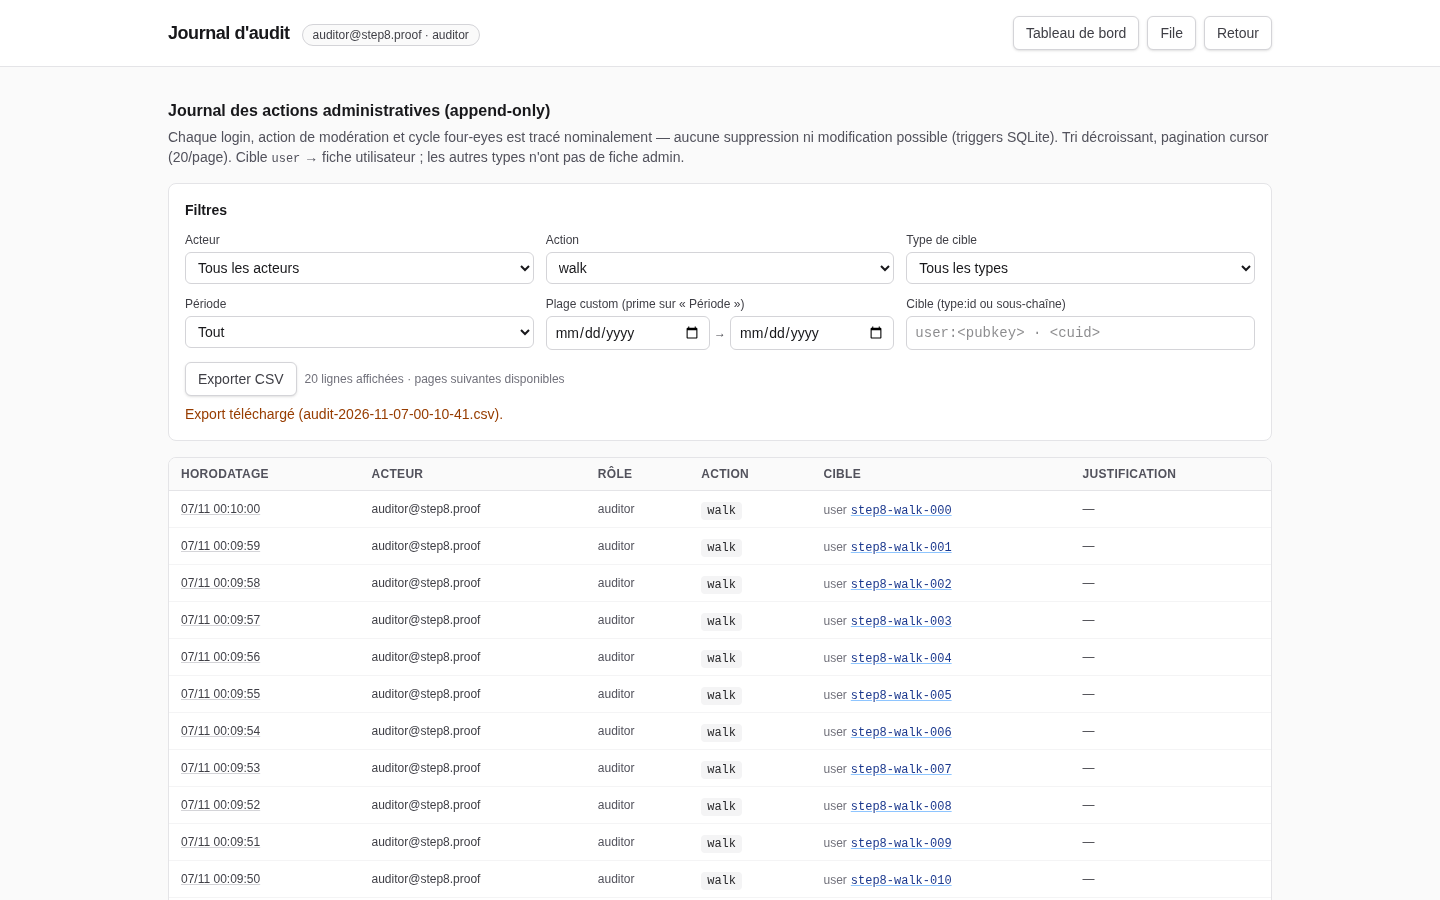 Journal d'audit
auditor@step8.proof · auditor
Tableau de bord
File
Retour
Journal des actions administratives (append-only)
Chaque login, action de modération et cycle four-eyes est tracé nominalement — aucune suppression ni modification possible (triggers SQLite). Tri décroissant, pagination cursor
(20/page). Cible user → fiche utilisateur ; les autres types n'ont pas de fiche admin.
Filtres
Acteur
Action
Type de cible
Tous les acteurs
walk
Tous les types
Période
Plage custom (prime sur « Période »)
Cible (type:id ou sous-chaîne)
Tout
mm/dd/yyyy → mm/dd/yyyy
user:<pubkey> · <cuid>
Exporter CSV
20 lignes affichées · pages suivantes disponibles
Export téléchargé (audit-2026-11-07-00-10-41.csv).
HORODATAGE ACTEUR RÔLE ACTION CIBLE JUSTIFICATION
07/11 00:10:00 auditor@step8.proof auditor walk user step8-walk-000 —
07/11 00:09:59 auditor@step8.proof auditor walk user step8-walk-001 —
07/11 00:09:58 auditor@step8.proof auditor walk user step8-walk-002 —
07/11 00:09:57 auditor@step8.proof auditor walk user step8-walk-003 —
07/11 00:09:56 auditor@step8.proof auditor walk user step8-walk-004 —
07/11 00:09:55 auditor@step8.proof auditor walk user step8-walk-005 —
07/11 00:09:54 auditor@step8.proof auditor walk user step8-walk-006 —
07/11 00:09:53 auditor@step8.proof auditor walk user step8-walk-007 —
07/11 00:09:52 auditor@step8.proof auditor walk user step8-walk-008 —
07/11 00:09:51 auditor@step8.proof auditor walk user step8-walk-009 —
07/11 00:09:50 auditor@step8.proof auditor walk user step8-walk-010 —